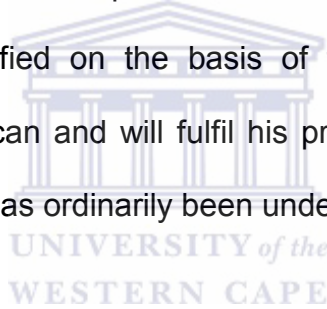 fied on the basis of
can and will fulfil his pr
as ordinarily been unde
UNIVERSITY of the
WESTERN CAPE